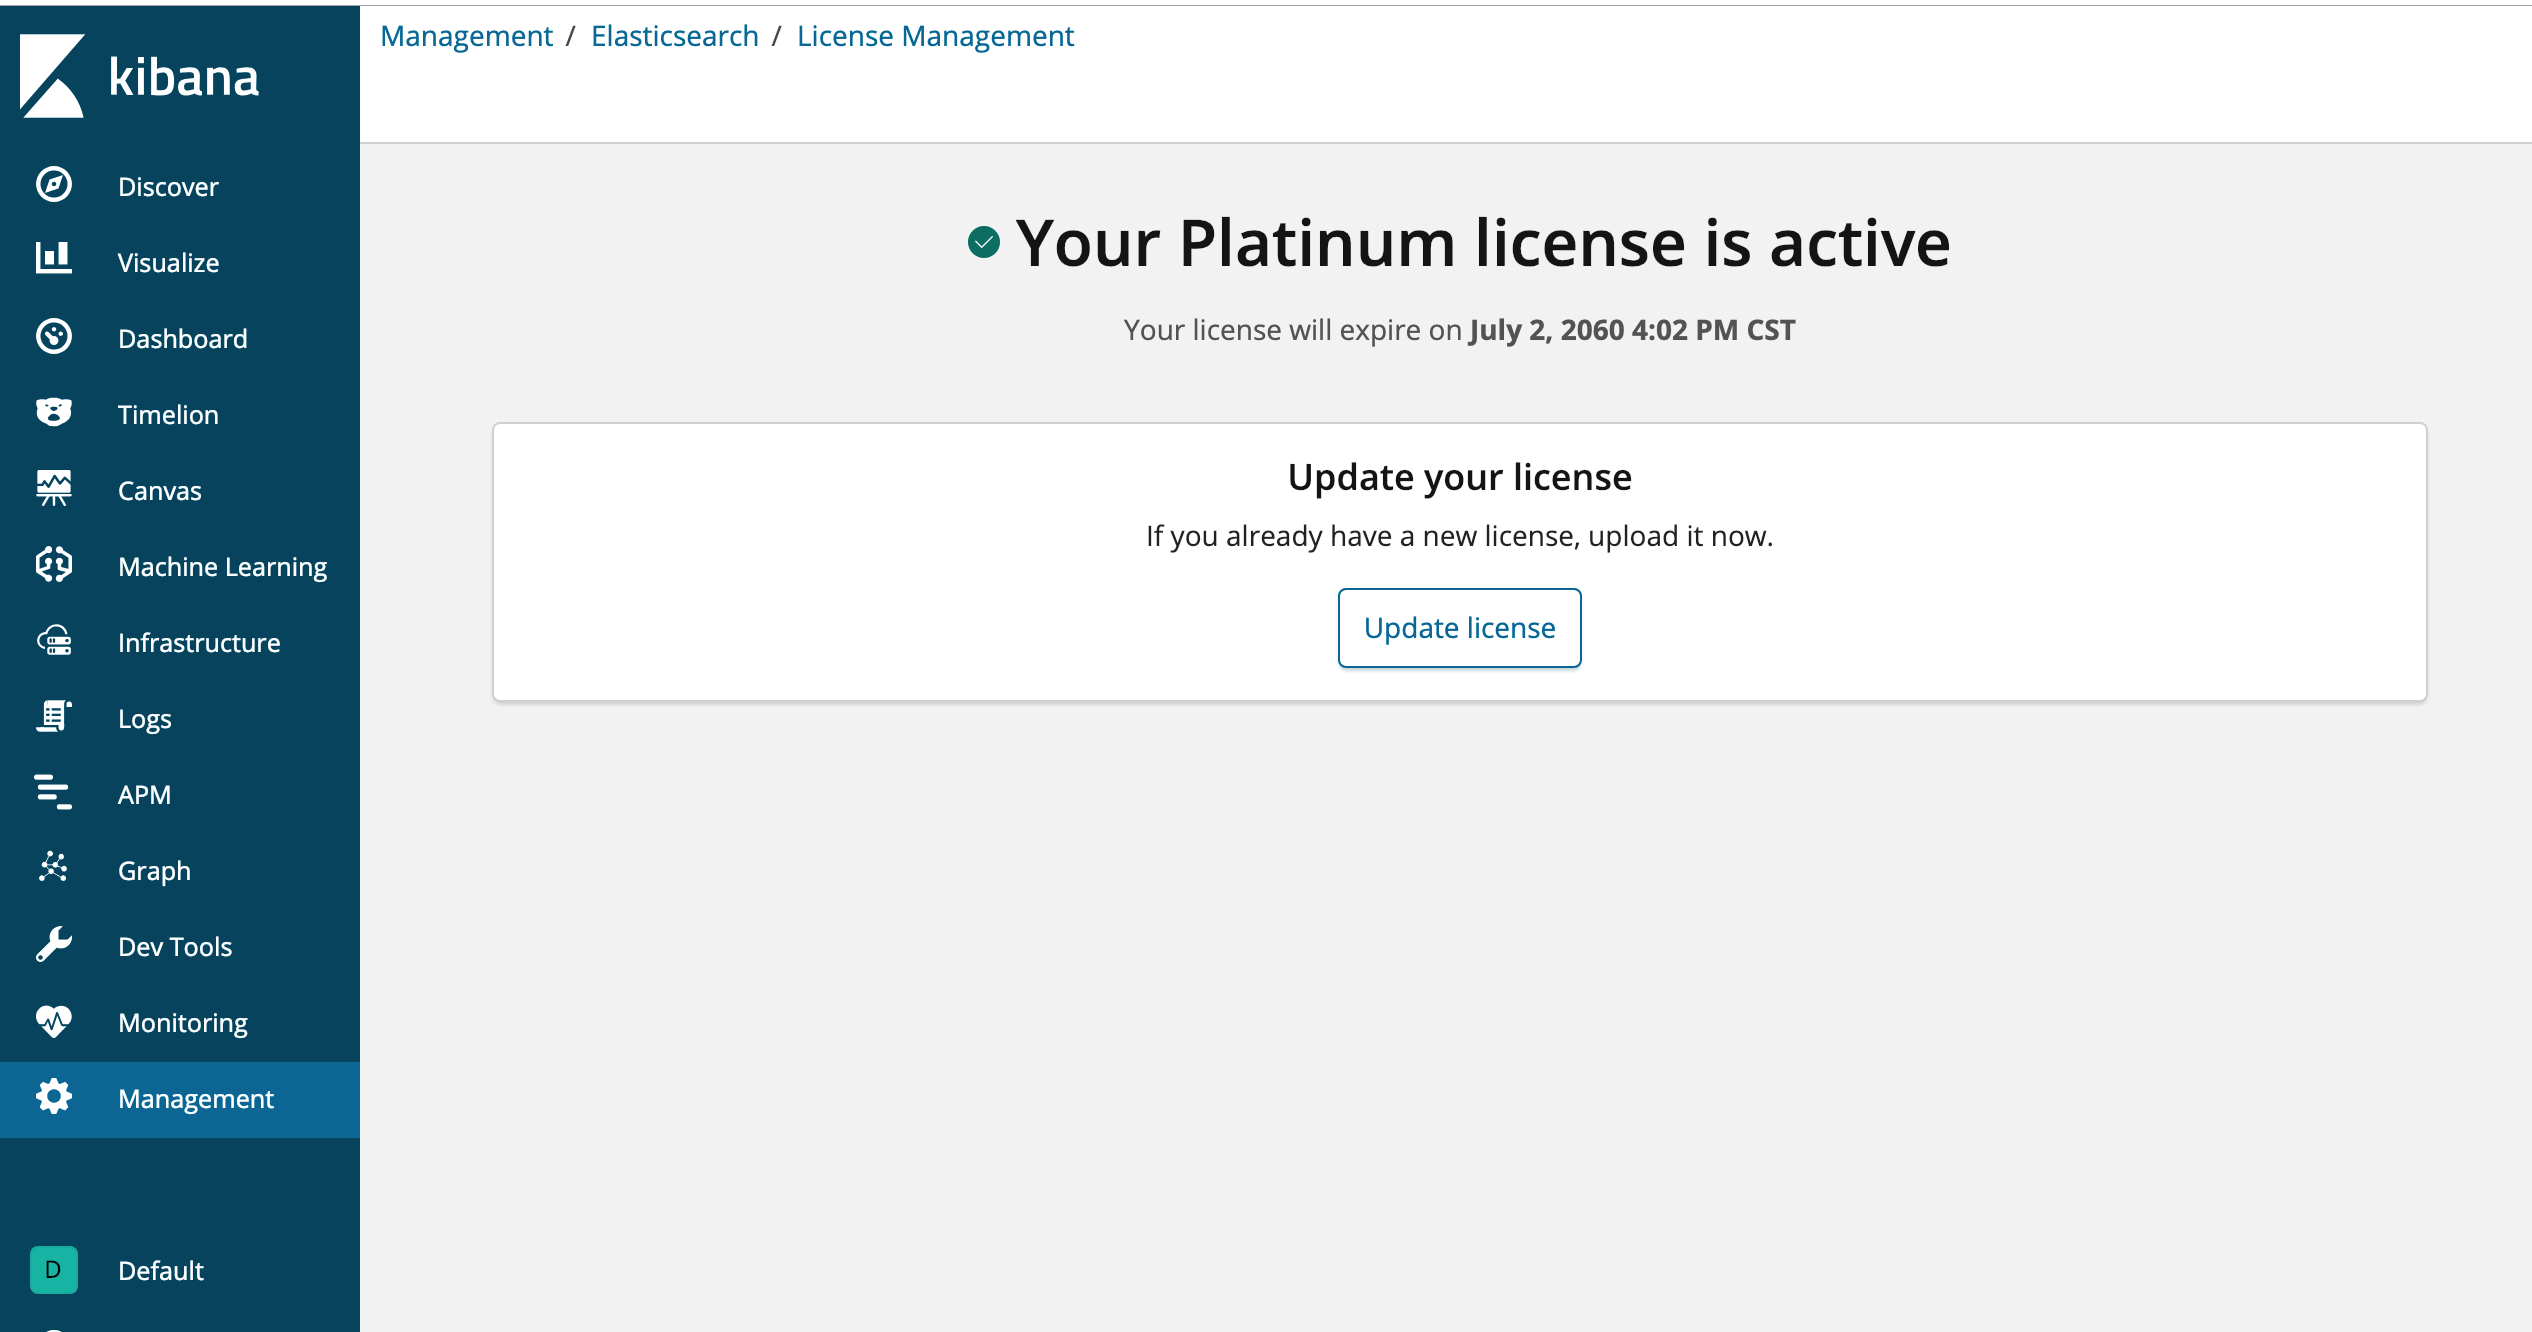 kibana
Discover
Visualize
Dashboard
Timelion
Canvas
Machine Learning
Infrastructure
Logs
APM
Graph
Dev Tools
Monitoring
Management
D Default
Management / Elasticsearch / License Management
Your Platinum license is active
Your license will expire on July 2, 2060 4:02 PM CST
Update your license
If you already have a new license, upload it now.
Update license